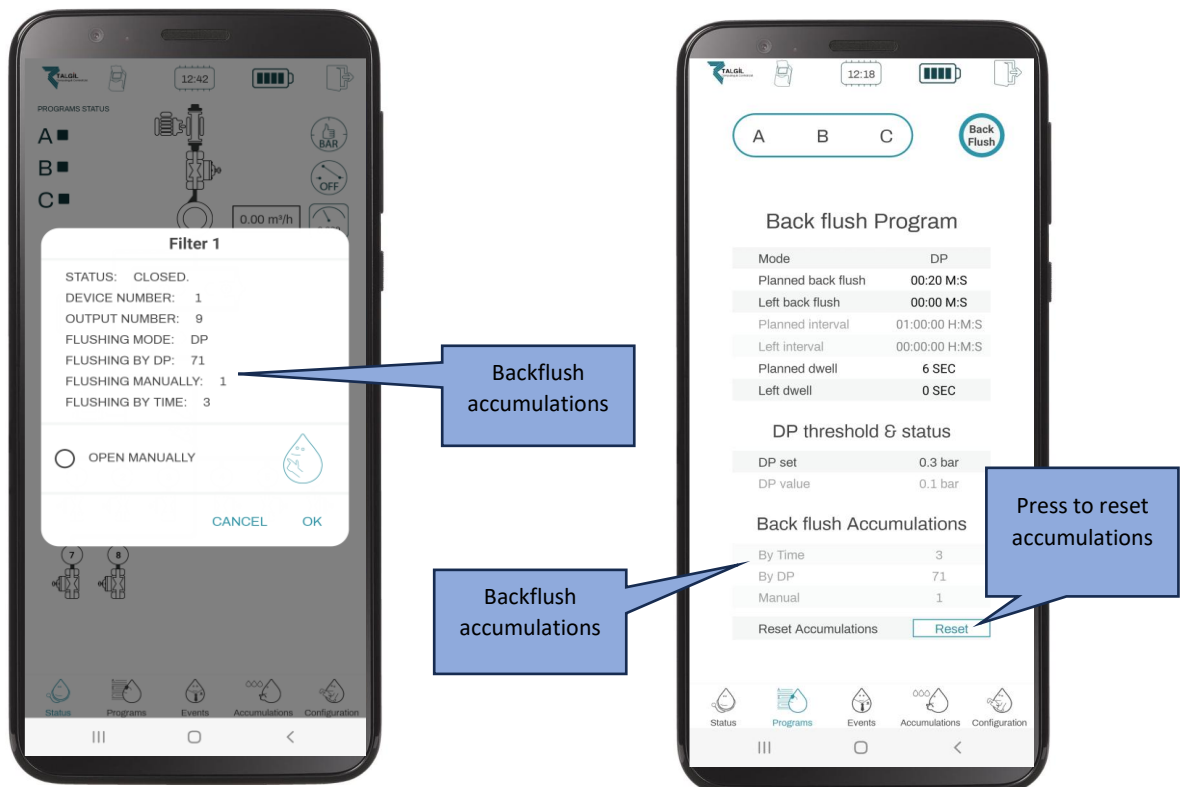 TALGIL
12:42
PROGRAMS STATUS
A
B
C
BAR
OFF
0.00 m³/h
Filter 1
STATUS: CLOSED.
DEVICE NUMBER: 1
OUTPUT NUMBER: 9
FLUSHING MODE: DP
FLUSHING BY DP: 71
FLUSHING MANUALLY: 1
FLUSHING BY TIME: 3
OPEN MANUALLY
CANCEL OK
7 8
Status Programs Events Accumulations Configuration
Backflush
accumulations
Backflush
accumulations
TALGIL
12:18
A B C
Back
Flush
Back flush Program
Mode DP
Planned back flush 00:20 M:S
Left back flush 00:00 M:S
Planned interval 01:00:00 H:M:S
Left interval 00:00:00 H:M:S
Planned dwell 6 SEC
Left dwell 0 SEC
DP threshold & status
DP set 0.3 bar
DP value 0.1 bar
Back flush Accumulations
By Time 3
By DP 71
Manual 1
Reset Accumulations Reset
Status Programs Events Accumulations Configuration
Press to reset
accumulations